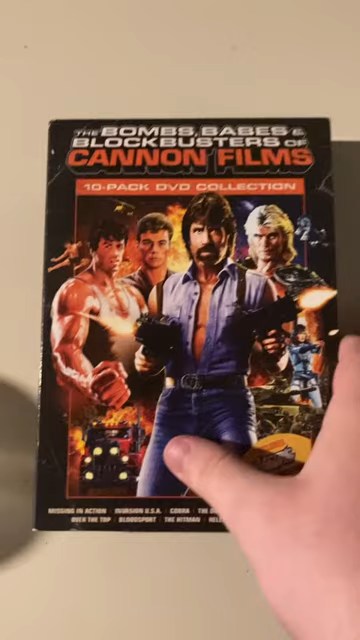 THE BOMBS, BABES &
BLOCKBUSTERS OF
CANNON FILMS
10-PACK DVD COLLECTION
MISSING IN ACTION INVASION U.S.A. COBRA THE
OVER THE TOP BLOODSPORT THE HITMAN